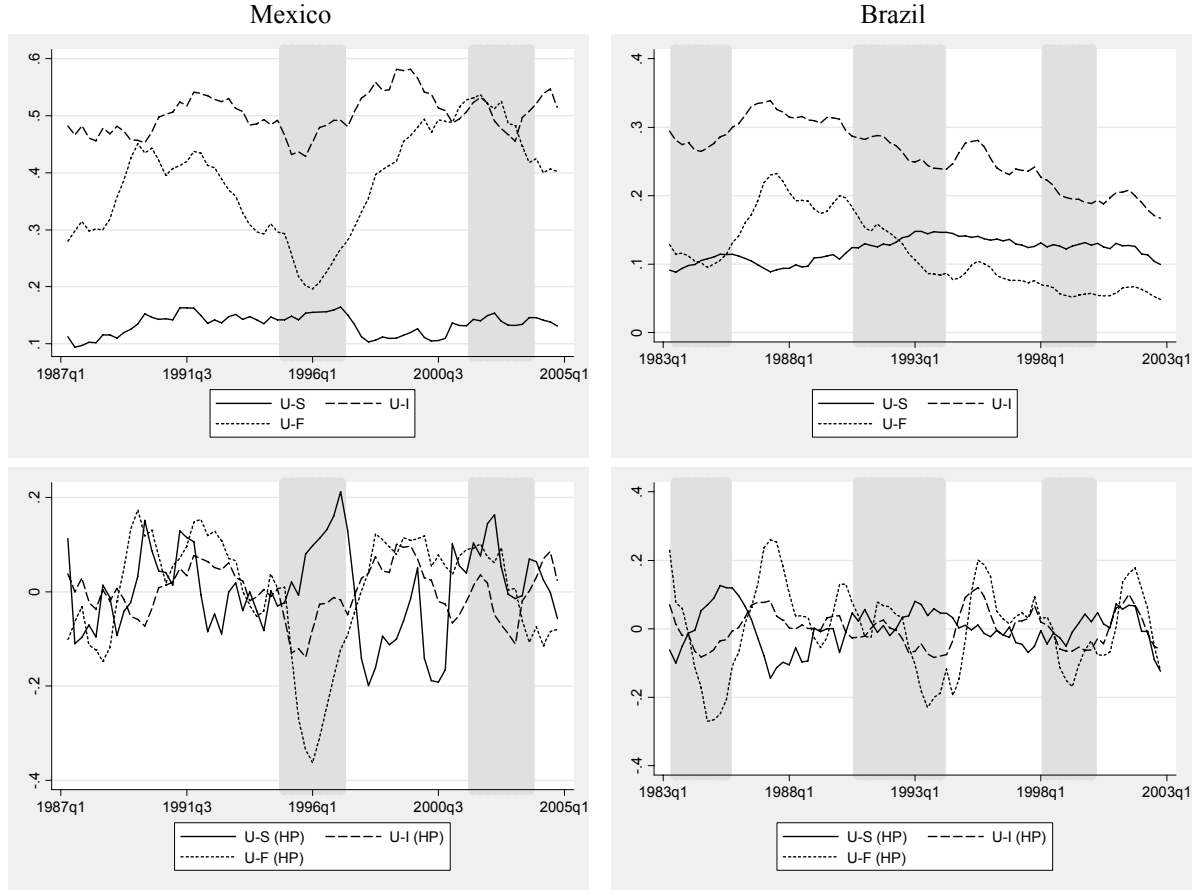 Mexico
Brazil
.6
.5
.4
.3
.2
.1
1987q1 1991q3 1996q1 2000q3 2005q1
U-S U-I
U-F
.4
.3
.2
.1
0
1983q1 1988q1 1993q1 1998q1 2003q1
U-S U-I
U-F
.2
0
-.2
-.4
1987q1 1991q3 1996q1 2000q3 2005q1
U-S (HP) U-I (HP)
U-F (HP)
.4
.2
0
-.2
-.4
1983q1 1988q1 1993q1 1998q1 2003q1
U-S (HP) U-I (HP)
U-F (HP)